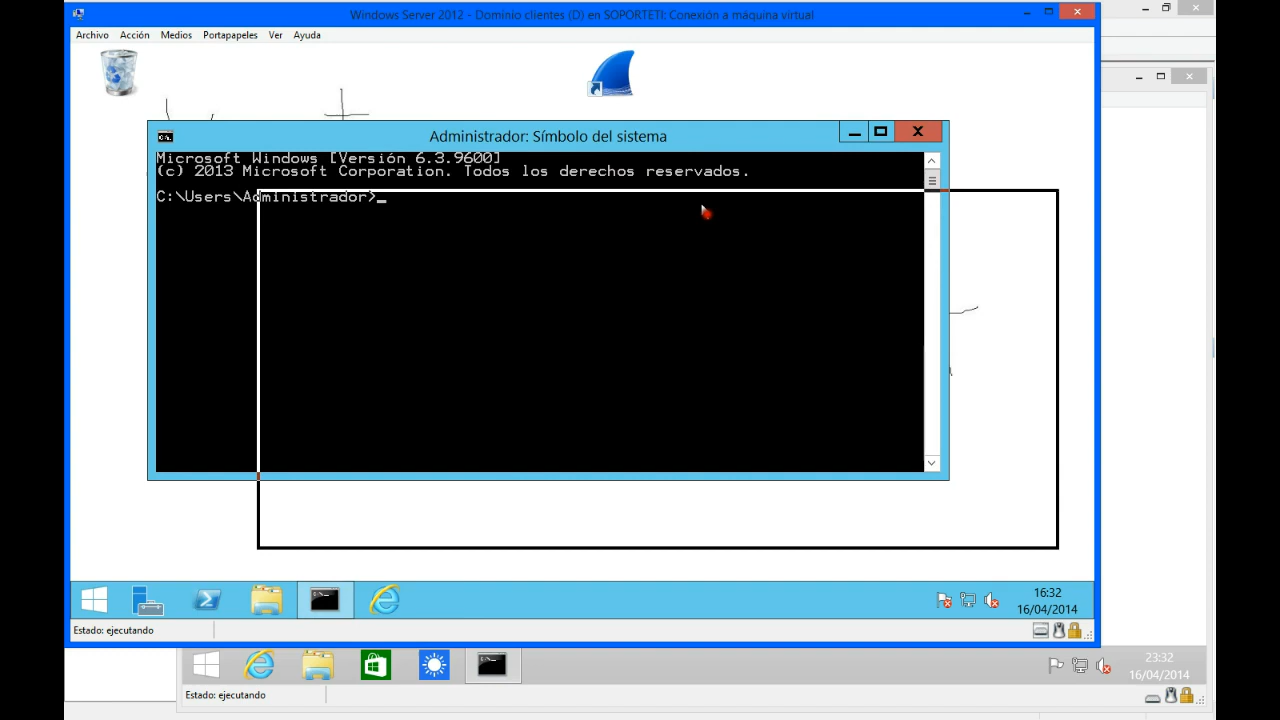 Windows Server 2012 - Dominio clientes (D) en SOPORTETI: Conexión a máquina virtual
Archivo Acción Medios Portapapeles Ver Ayuda
Administrador: Símbolo del sistema
Microsoft Windows [Versión 6.3.9600]
(c) 2013 Microsoft Corporation. Todos los derechos reservados.
C:\Users\Administrador>_
16:32
16/04/2014
Estado: ejecutando
23:32
16/04/2014
Estado: ejecutando